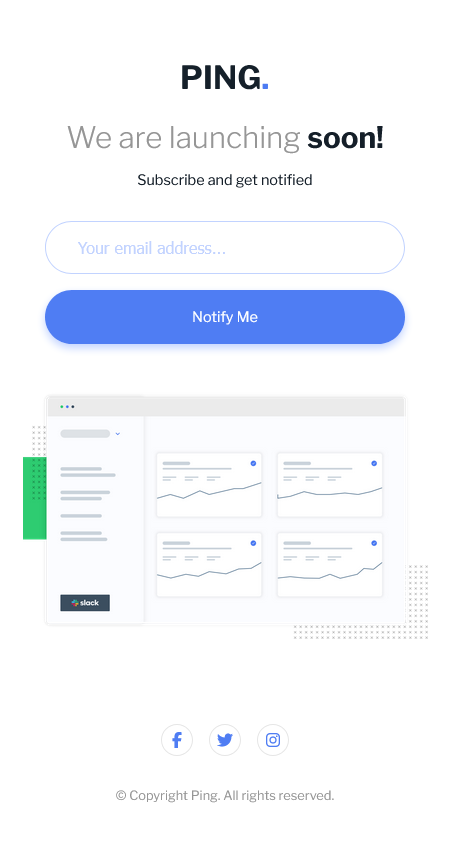 PING.
We are launching soon!
Subscribe and get notified
Your email address...
Notify Me
slack
© Copyright Ping. All rights reserved.